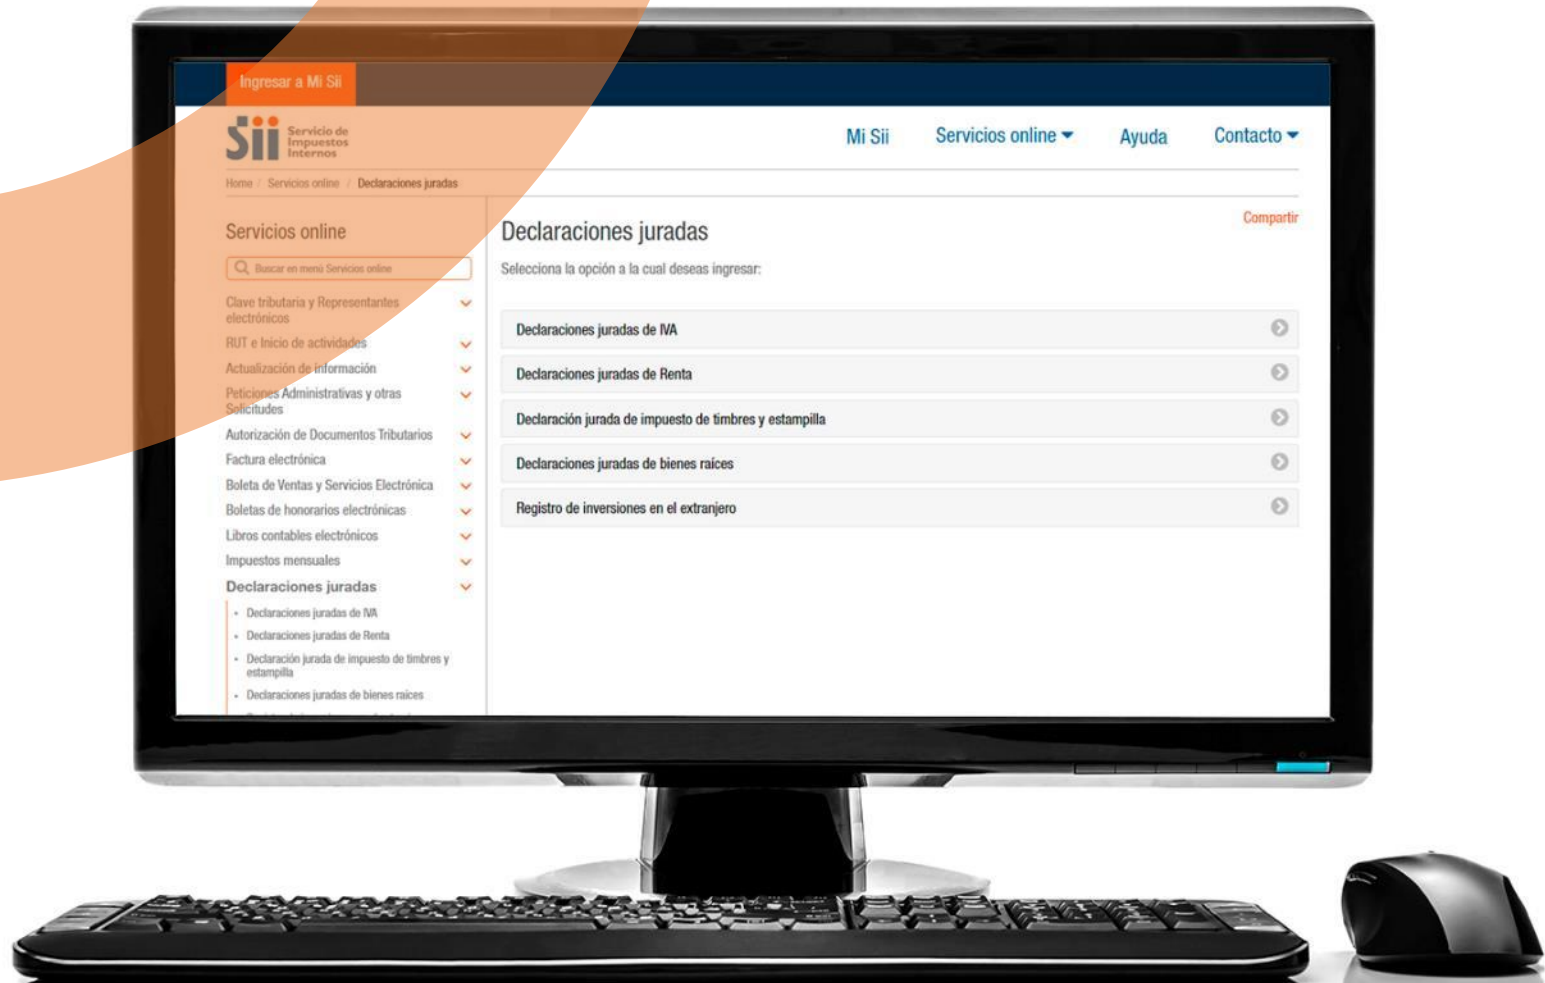 Ingresar a Mi Sii
Sii Servicio de
Impuestos
Internos
Mi Sii Servicios online Ayuda Contacto
Home / Servicios online / Declaraciones juradas
Servicios online
Buscar en menú Servicios online
Clave tributaria y Representantes
electrónicos
RUT e Inicio de actividades
Actualización de información
Peticiones Administrativas y otras
Solicitudes
Autorización de Documentos Tributarios
Factura electrónica
Boleta de Ventas y Servicios Electrónica
Boletas de honorarios electrónicas
Libros contables electrónicos
Impuestos mensuales
Declaraciones juradas
Declaraciones juradas de IVA
Declaraciones juradas de Renta
Declaración jurada de impuesto de timbres y
estampilla
Declaraciones juradas de bienes raíces
Compartir
Declaraciones juradas
Selecciona la opción a la cual deseas ingresar:
Declaraciones juradas de IVA
Declaraciones juradas de Renta
Declaración jurada de impuesto de timbres y estampilla
Declaraciones juradas de bienes raíces
Registro de inversiones en el extranjero